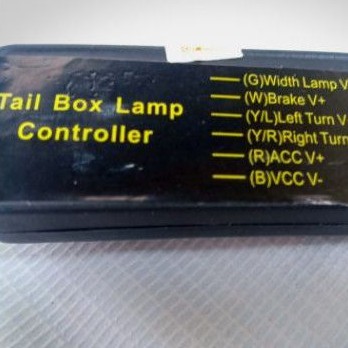 Tail Box Lamp
Controller
(G)Width Lamp V
(W)Brake V+
(Y/L)Left Turn V
(Y/R)Right Turn
(R)ACC V+
(B)VCC V-